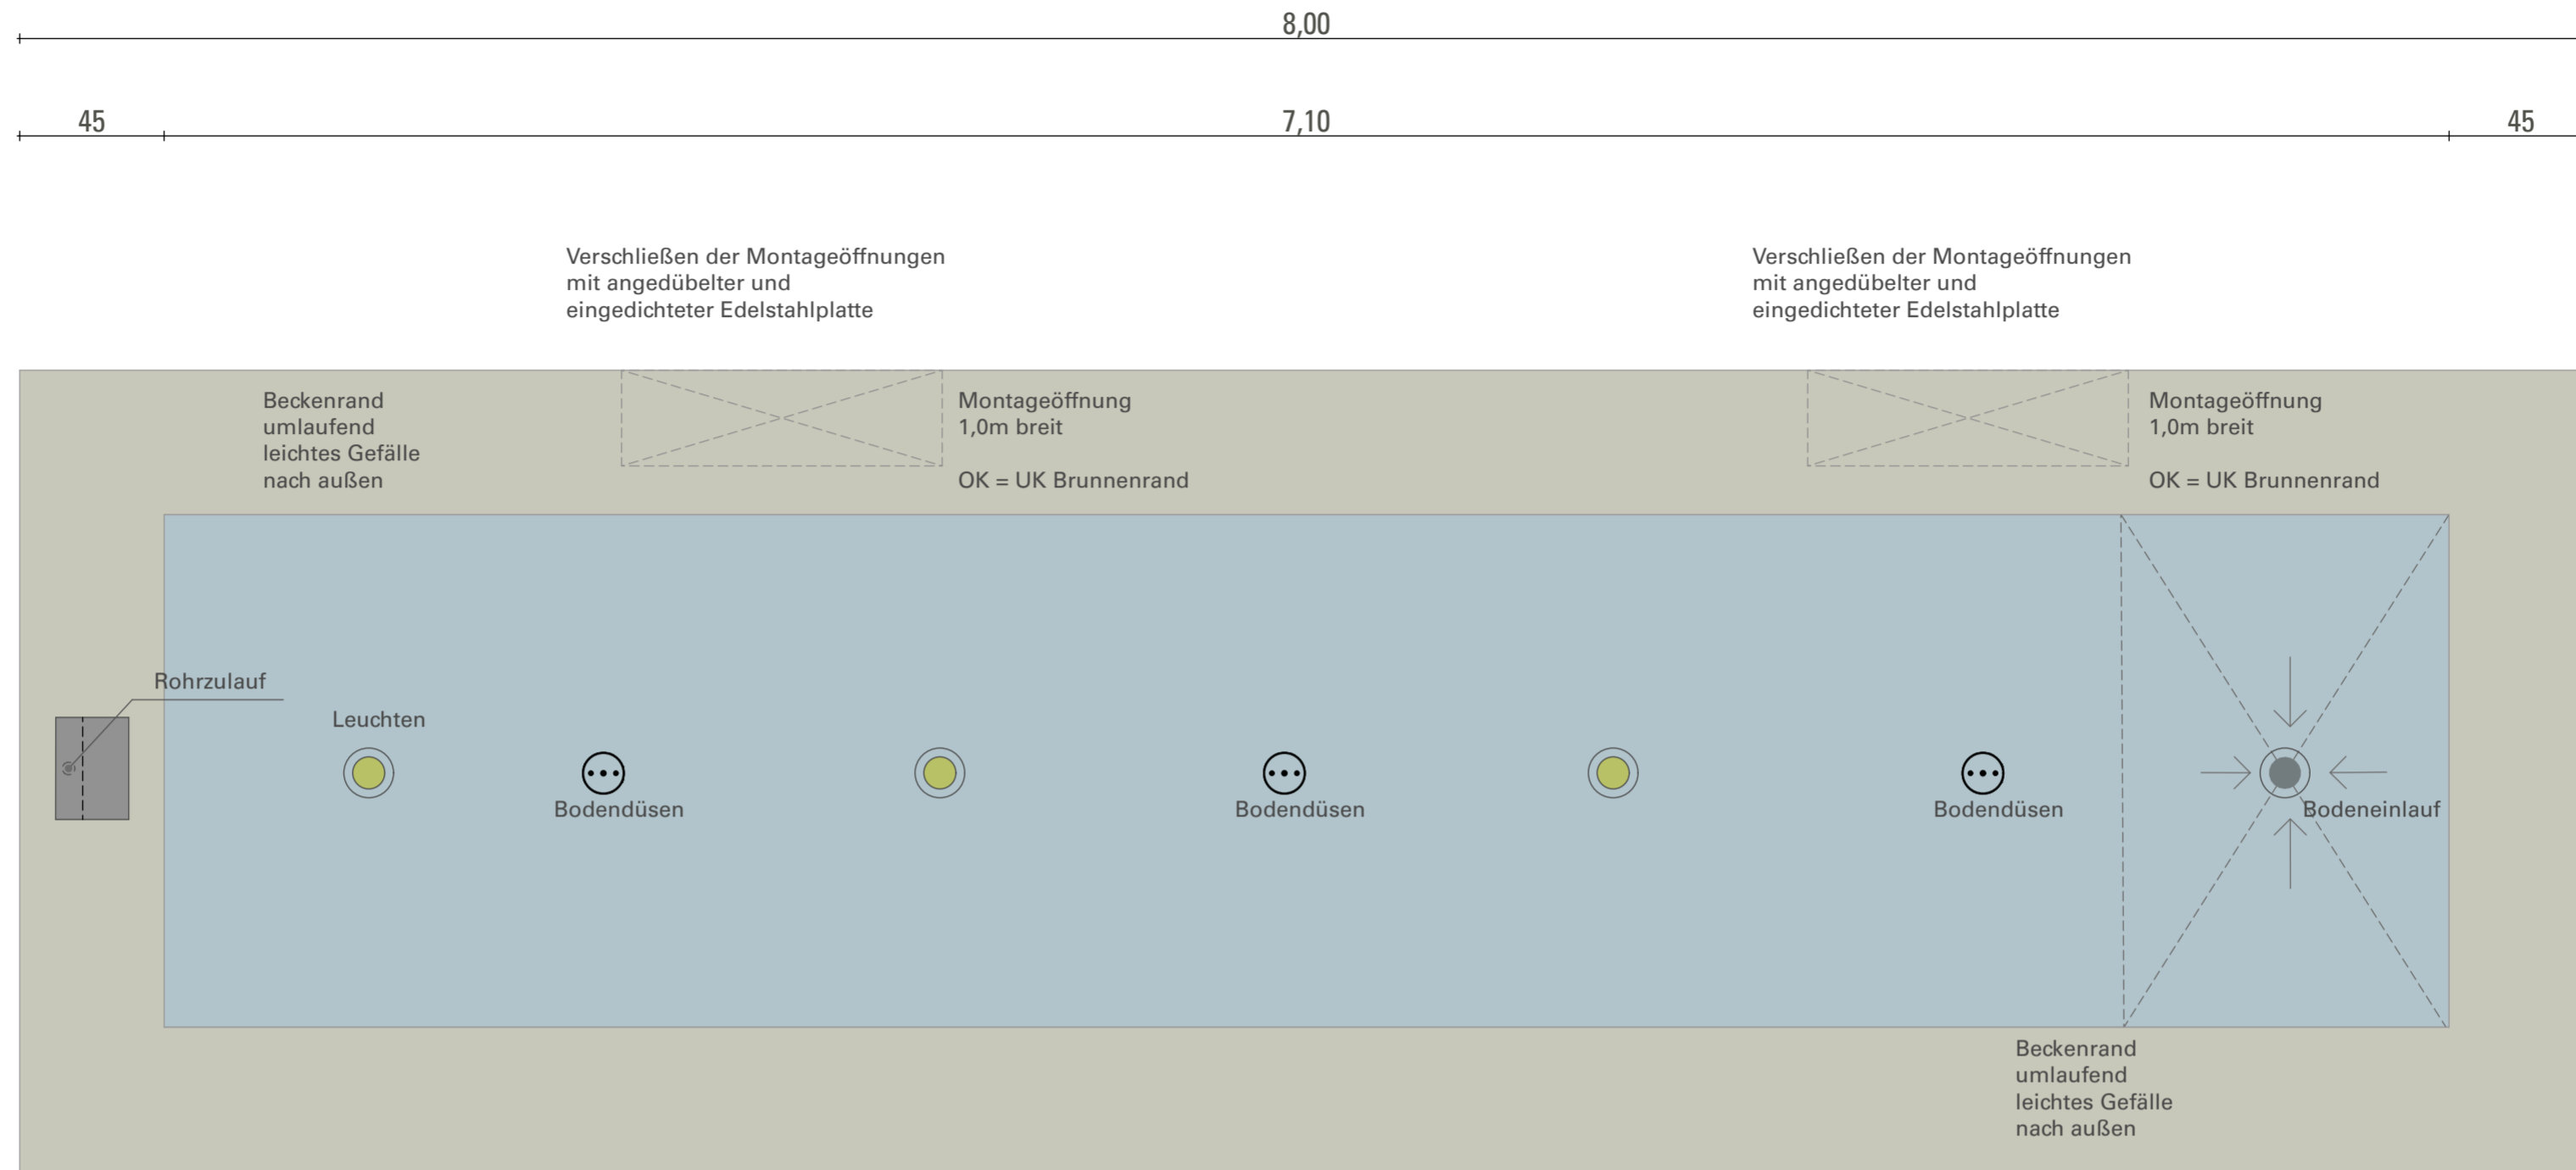 8,00
45
7,10
45
Verschließen der Montageöffnungen
mit angedübelter und
eingedichteter Edelstahlplatte
Verschließen der Montageöffnungen
mit angedübelter und
eingedichteter Edelstahlplatte
Beckenrand
umlaufend
leichtes Gefälle
nach außen
Montageöffnung
1,0m breit
OK = UK Brunnenrand
Montageöffnung
1,0m breit
OK = UK Brunnenrand
Rohrzulauf
Leuchten
Bodendüsen
Bodendüsen
Bodendüsen
Bodeneinlauf
Beckenrand
umlaufend
leichtes Gefälle
nach außen